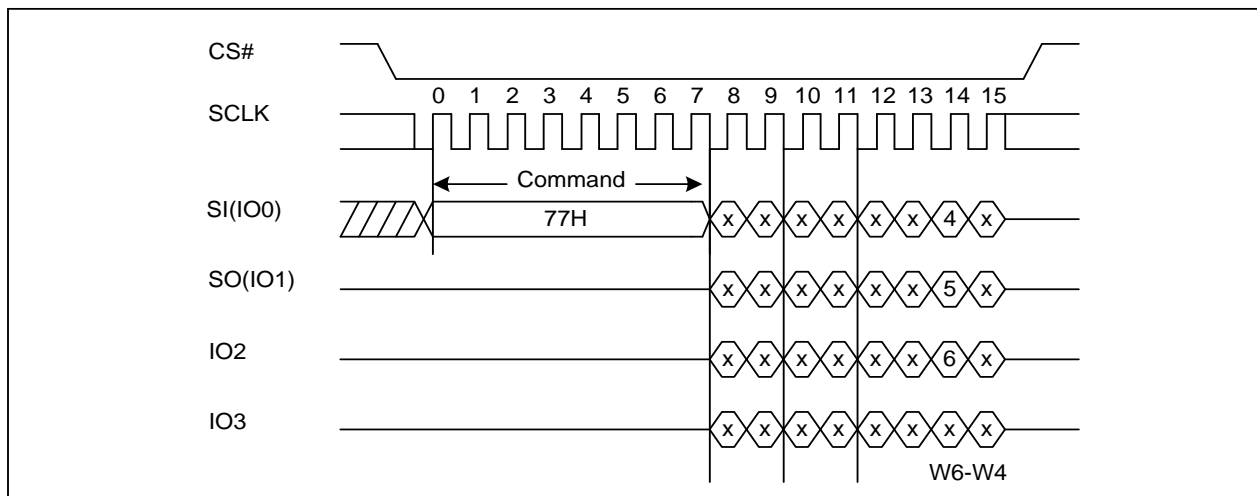 CS#
0 1 2 3 4 5 6 7 8 9 10 11 12 13 14 15
SCLK
Command
SI(IO0) 77H x x x x x x 4 x
SO(IO1) x x x x x x 5 x
IO2 x x x x x x 6 x
IO3 x x x x x x x x
W6-W4